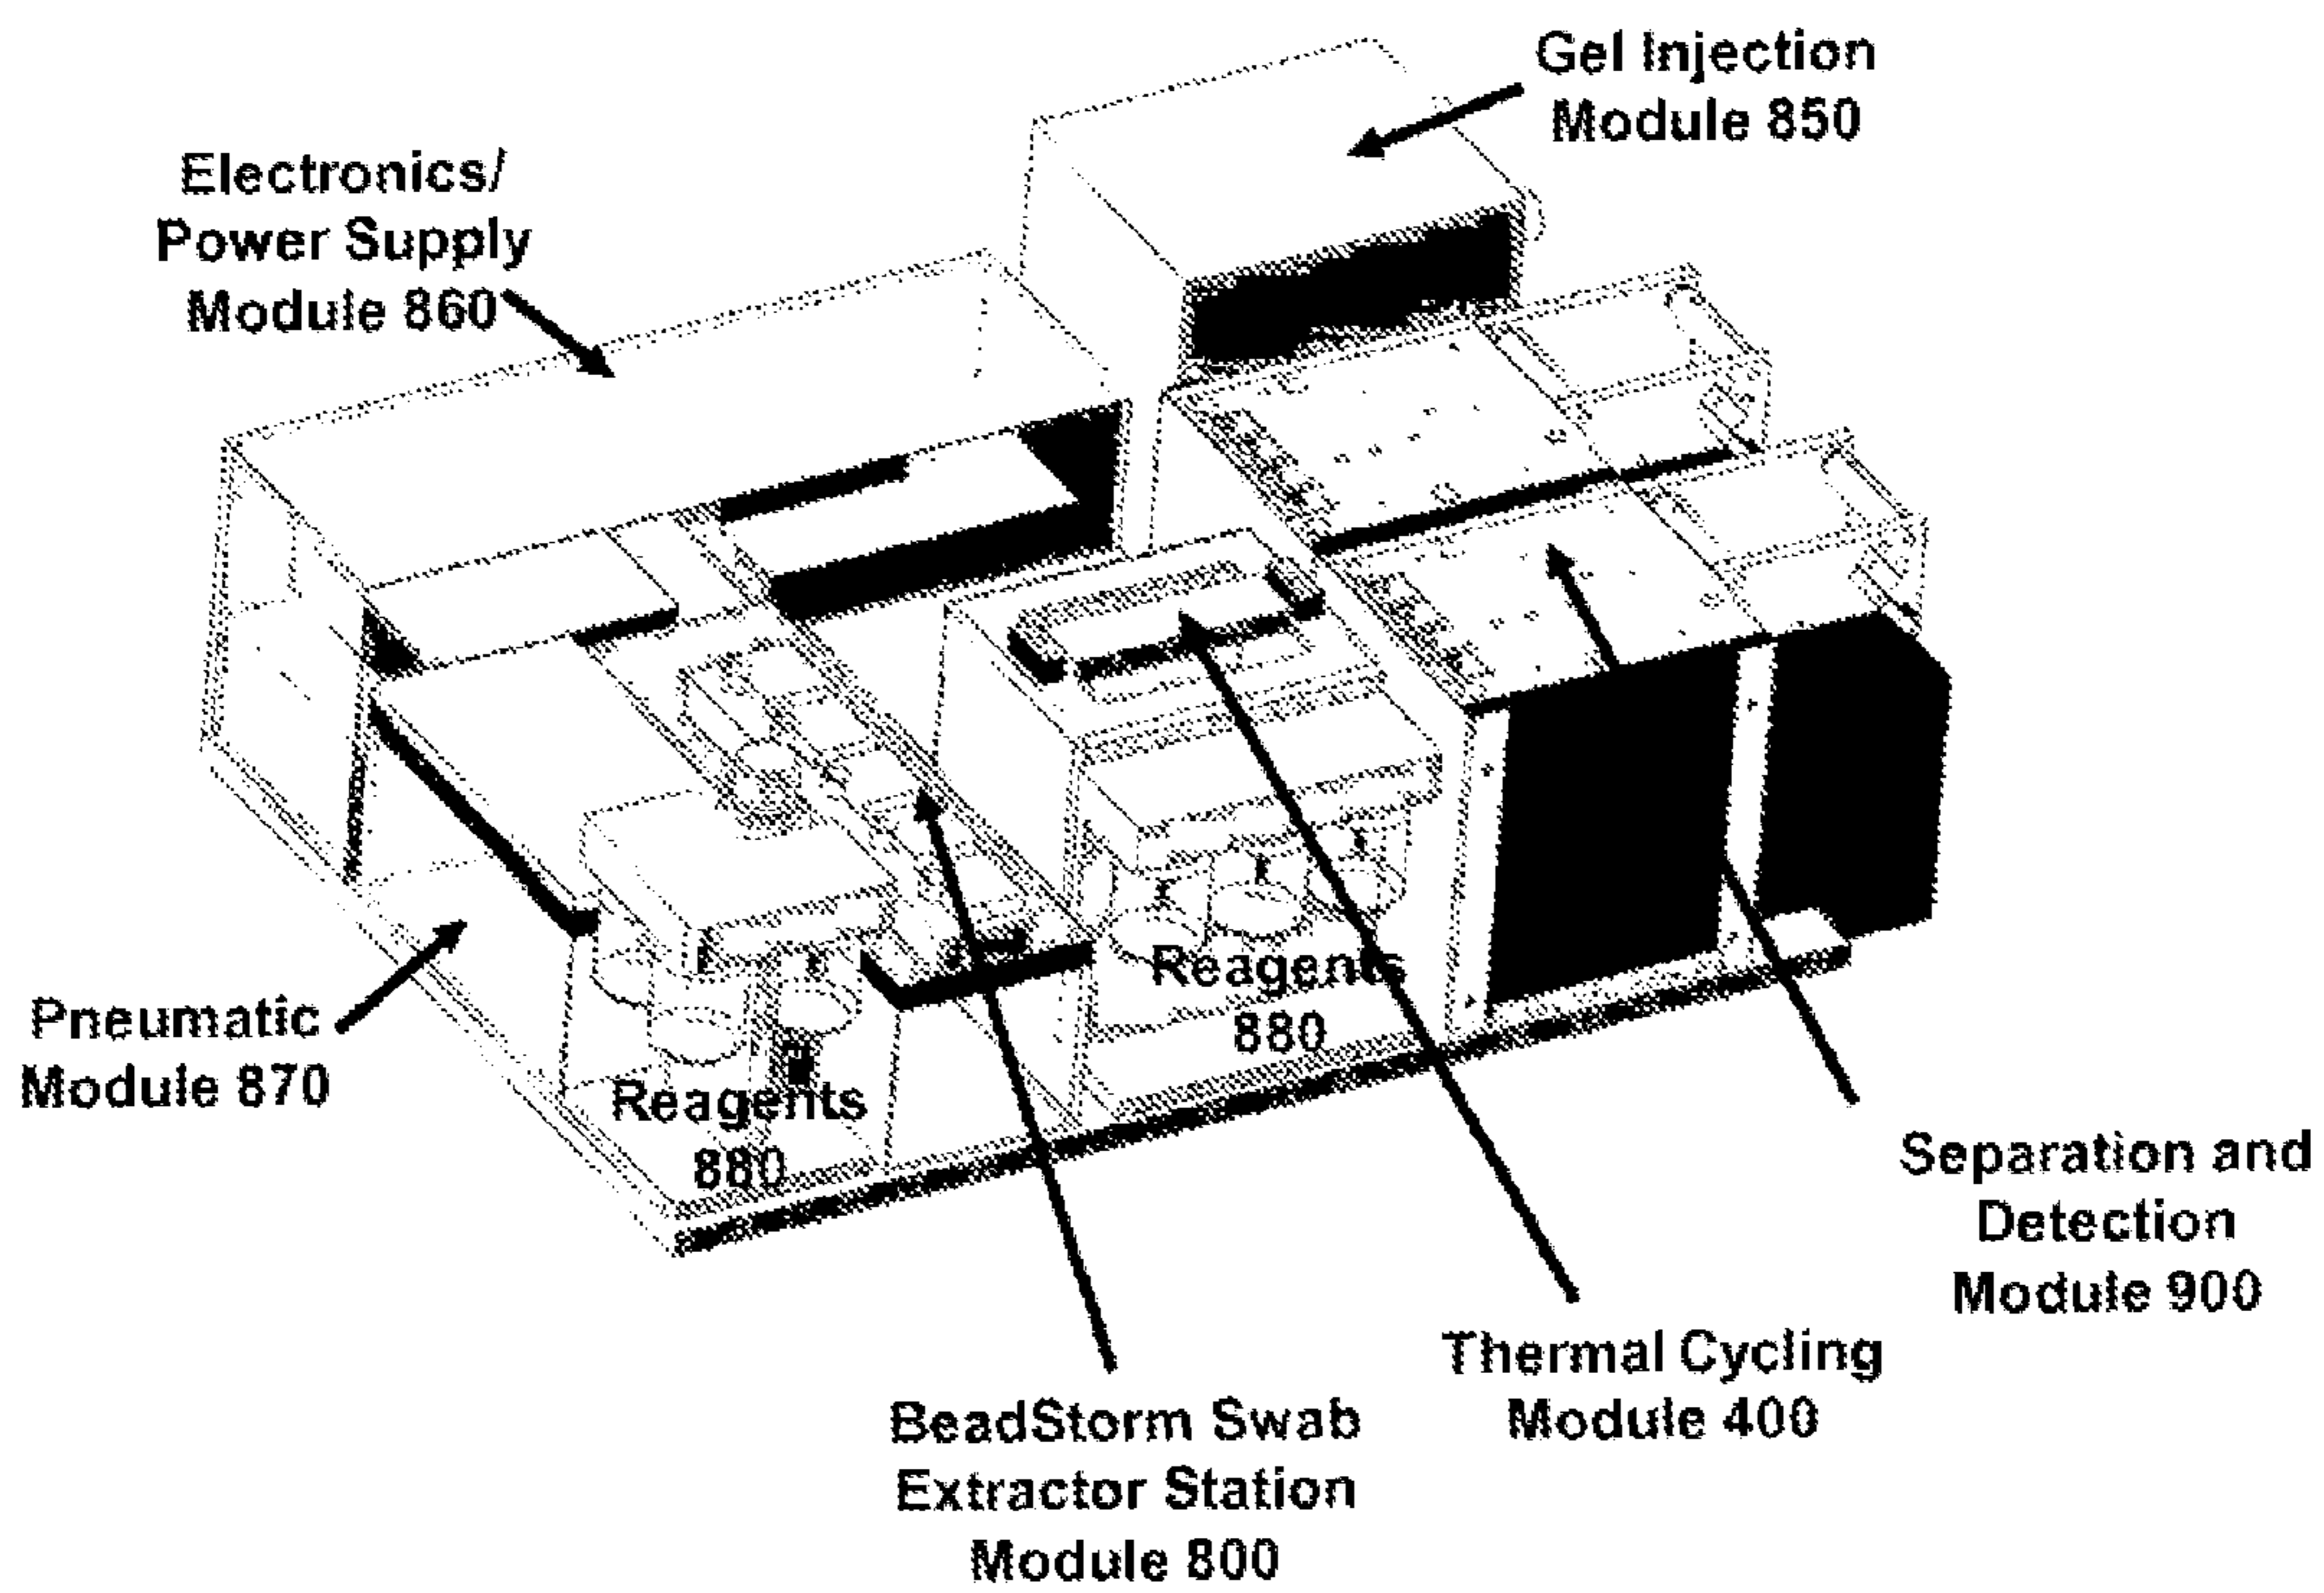 Gel Injection
Module 850
Electronics/
Power Supply
Module 860
Pneumatic
Module 870
Reagents
880
Reagents
880
Separation and
Detection
Module 900
Thermal Cycling
Module 400
BeadStorm Swab
Extractor Station
Module 800